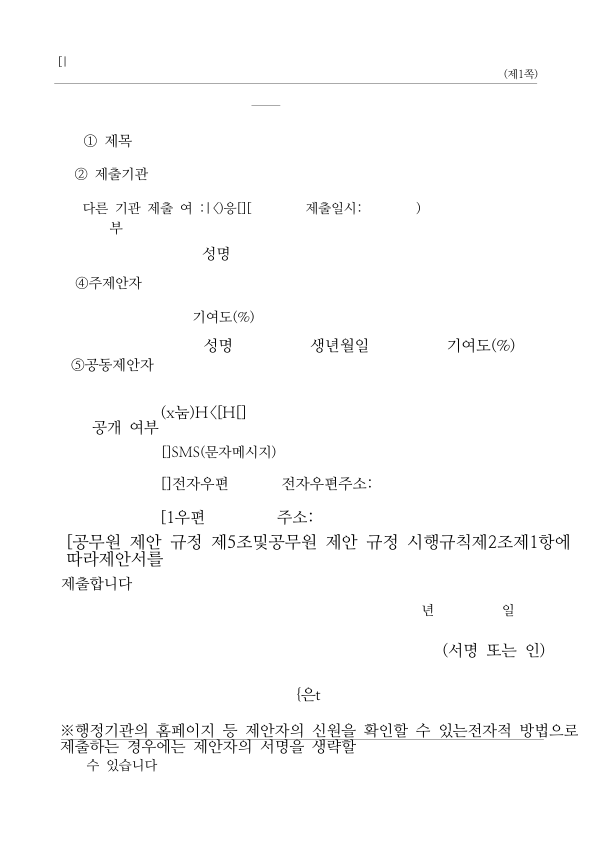 [|
(제1쪽)
① 제목
② 제출기관
다른 기관 제출 여 :|〈〉웅[][ 제출일시: )
부
성명
④주제안자
기여도(%)
성명 생년월일 기여도(%)
⑤공동제안자
(x눔)H〈[H[]
공개 여부
[]SMS(문자메시지)
[]전자우편 전자우편주소:
[1우편 주소:
[공무원 제안 규정 제5조및공무원 제안 규정 시행규칙제2조제1항에
따라제안서를
제출합니다
년 일
(서명 또는 인)
{은t
※행정기관의 홈페이지 등 제안자의 신원을 확인할 수 있는전자적 방법으로
제출하는 경우에는 제안자의 서명을 생략할
수 있습니다